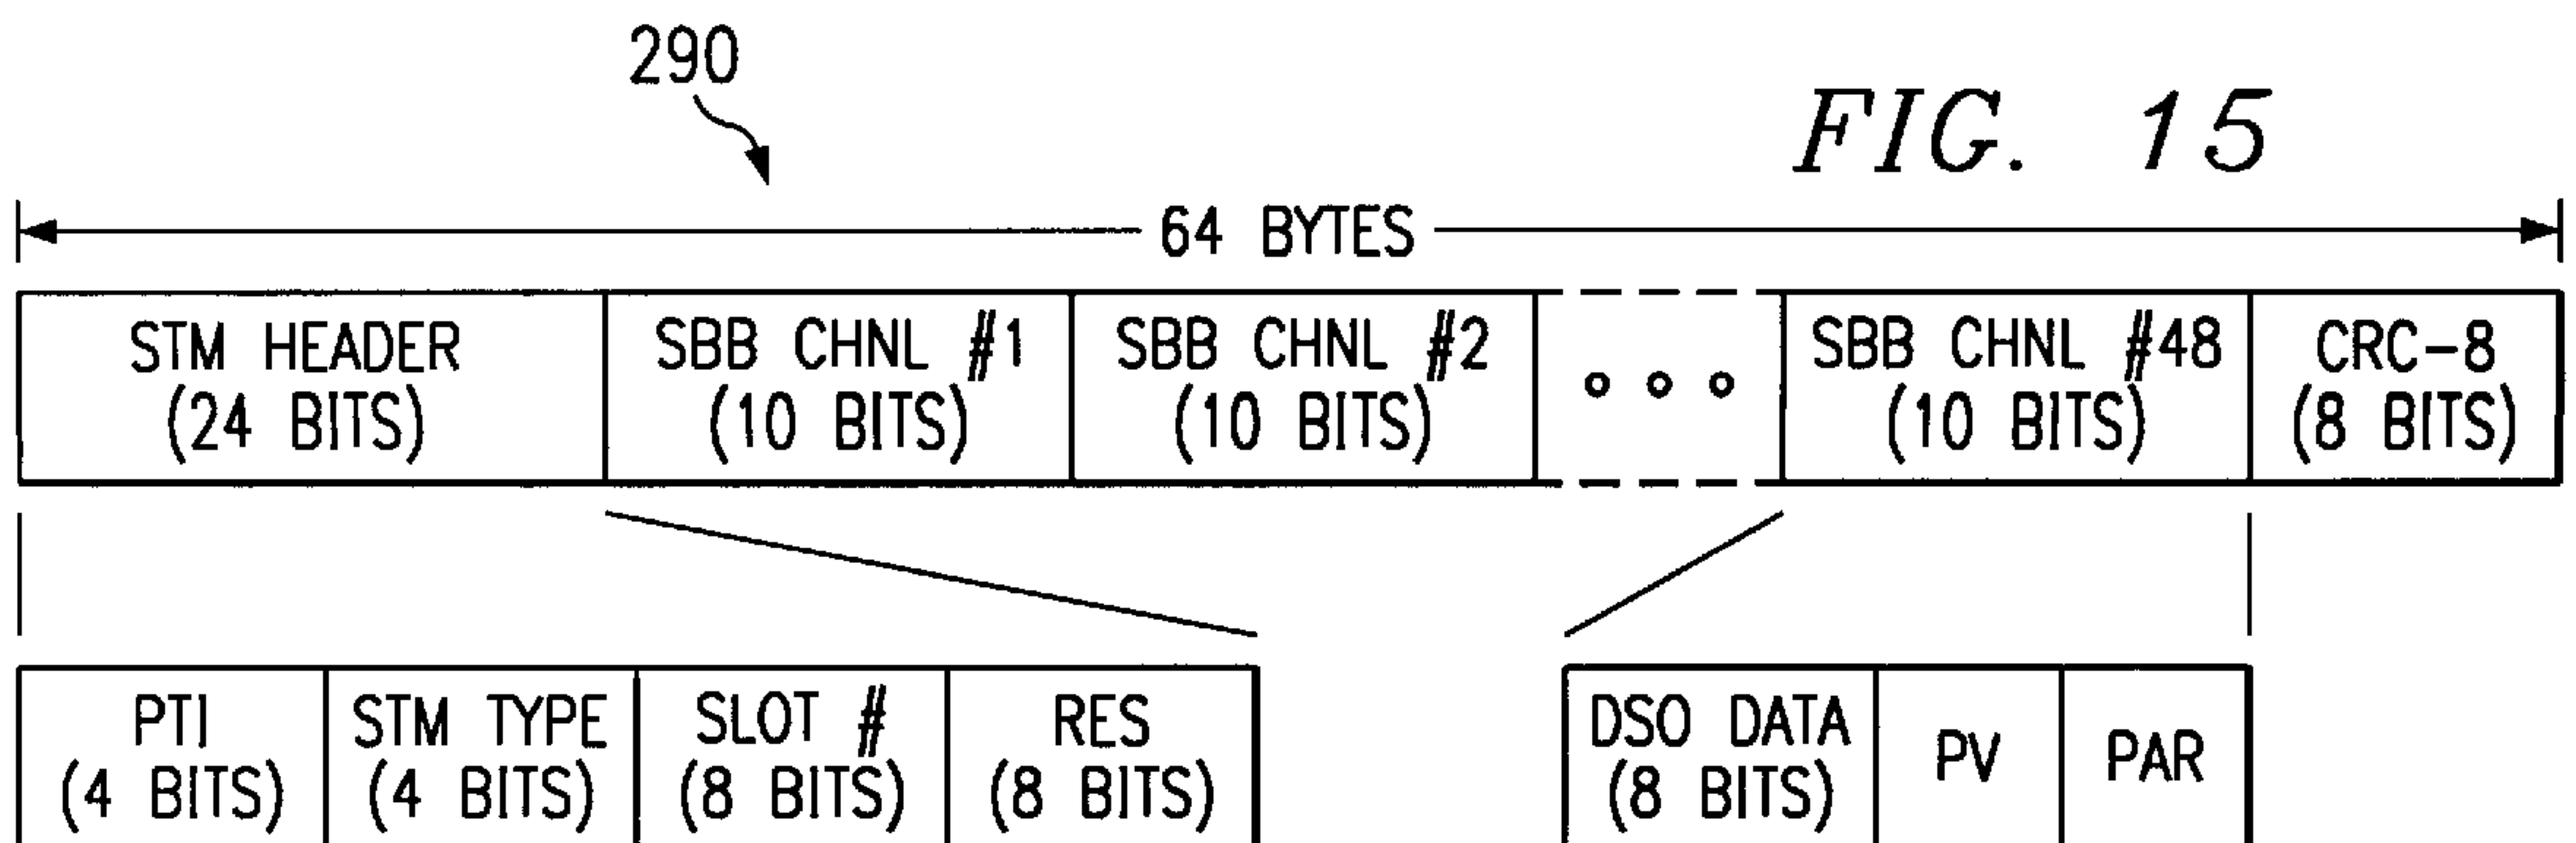 290
FIG. 15
64 BYTES
STM HEADER
(24 BITS)
SBB CHNL #1
(10 BITS)
SBB CHNL #2
(10 BITS)
SBB CHNL #48
(10 BITS)
CRC-8
(8 BITS)
PTI
(4 BITS)
STM TYPE
(4 BITS)
SLOT #
(8 BITS)
RES
(8 BITS)
DSO DATA
(8 BITS)
PV
PAR